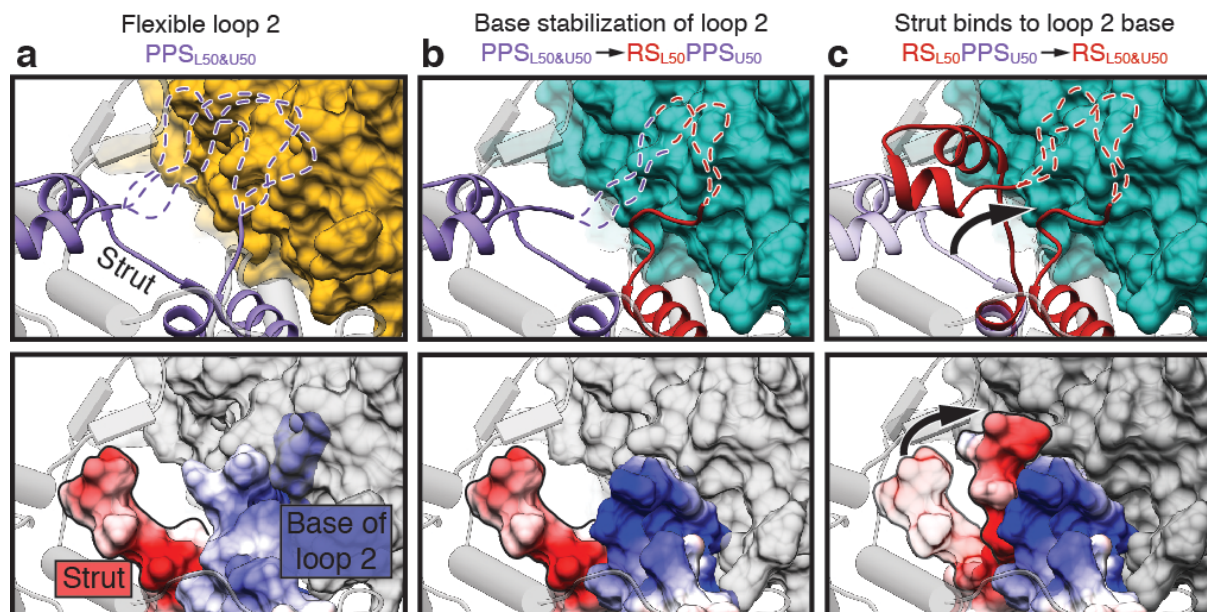 a
Flexible loop 2
PPSL50&U50
Strut
b
Base stabilization of loop 2
PPSL50&U50 → RSL50PPSU50
c
Strut binds to loop 2 base
RSL50PPSU50 → RSL50&U50
Strut
Base of
loop 2